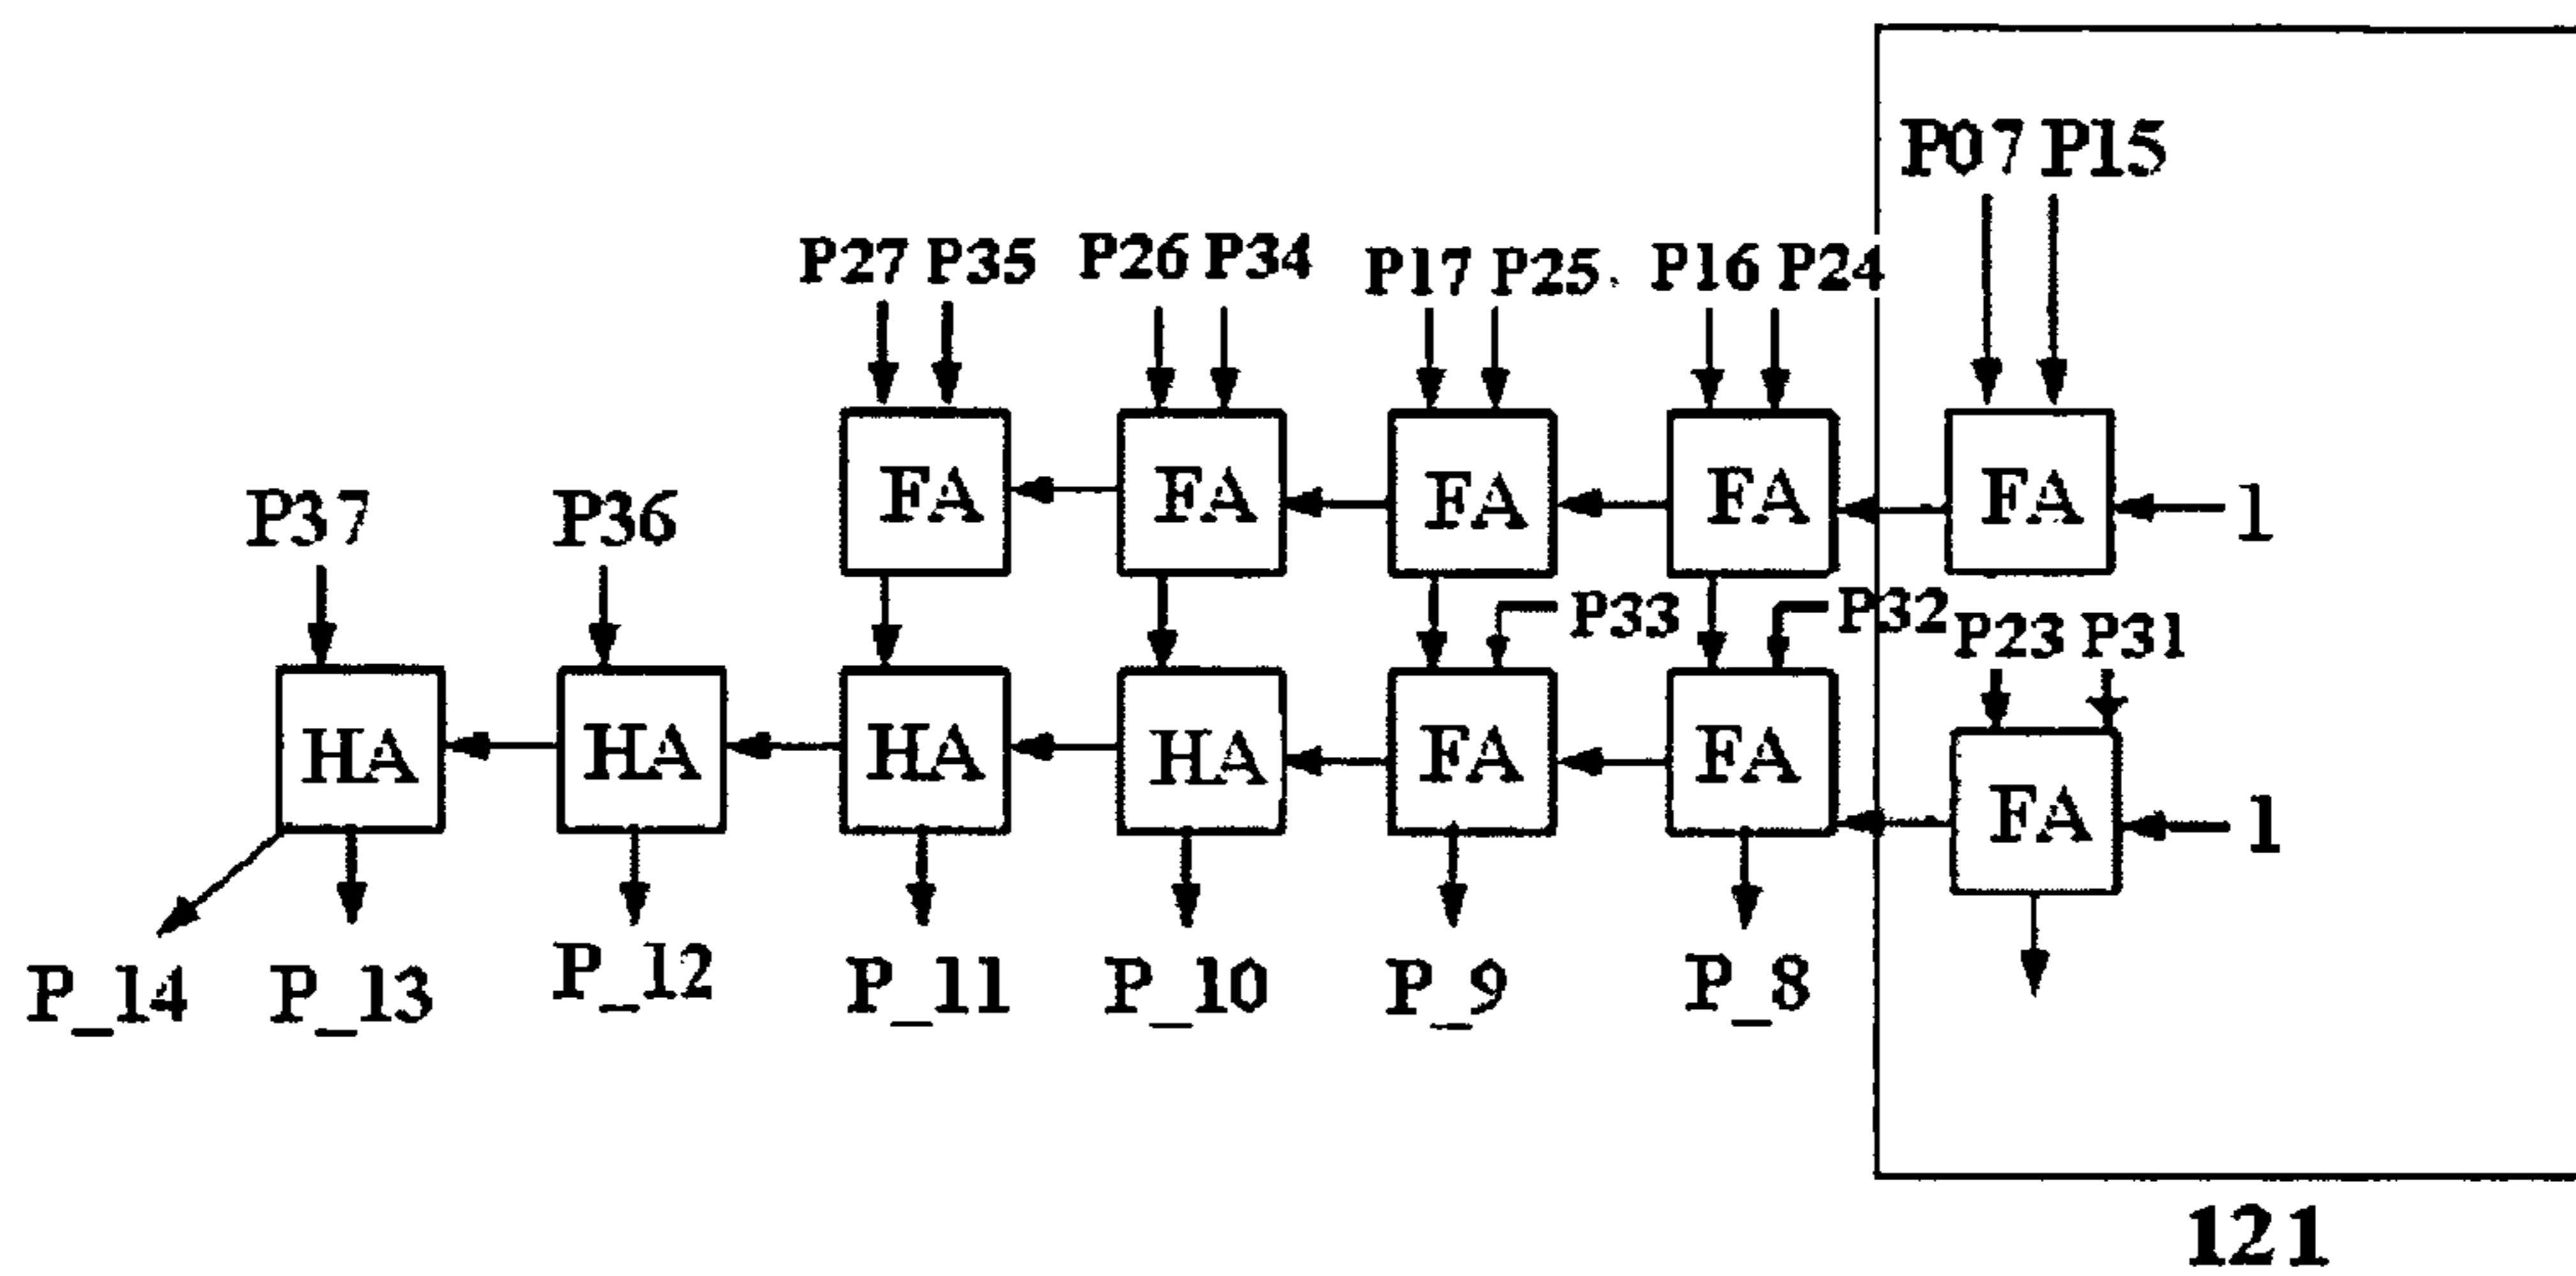 P07 P15
P27 P35 P26 P34 P17 P25 P16 P24
FA FA FA FA FA 1
P37 P36
P33 P32 P23 P31
HA HA HA HA FA FA FA 1
P_14 P_13 P_12 P_11 P_10 P_9 P_8
121